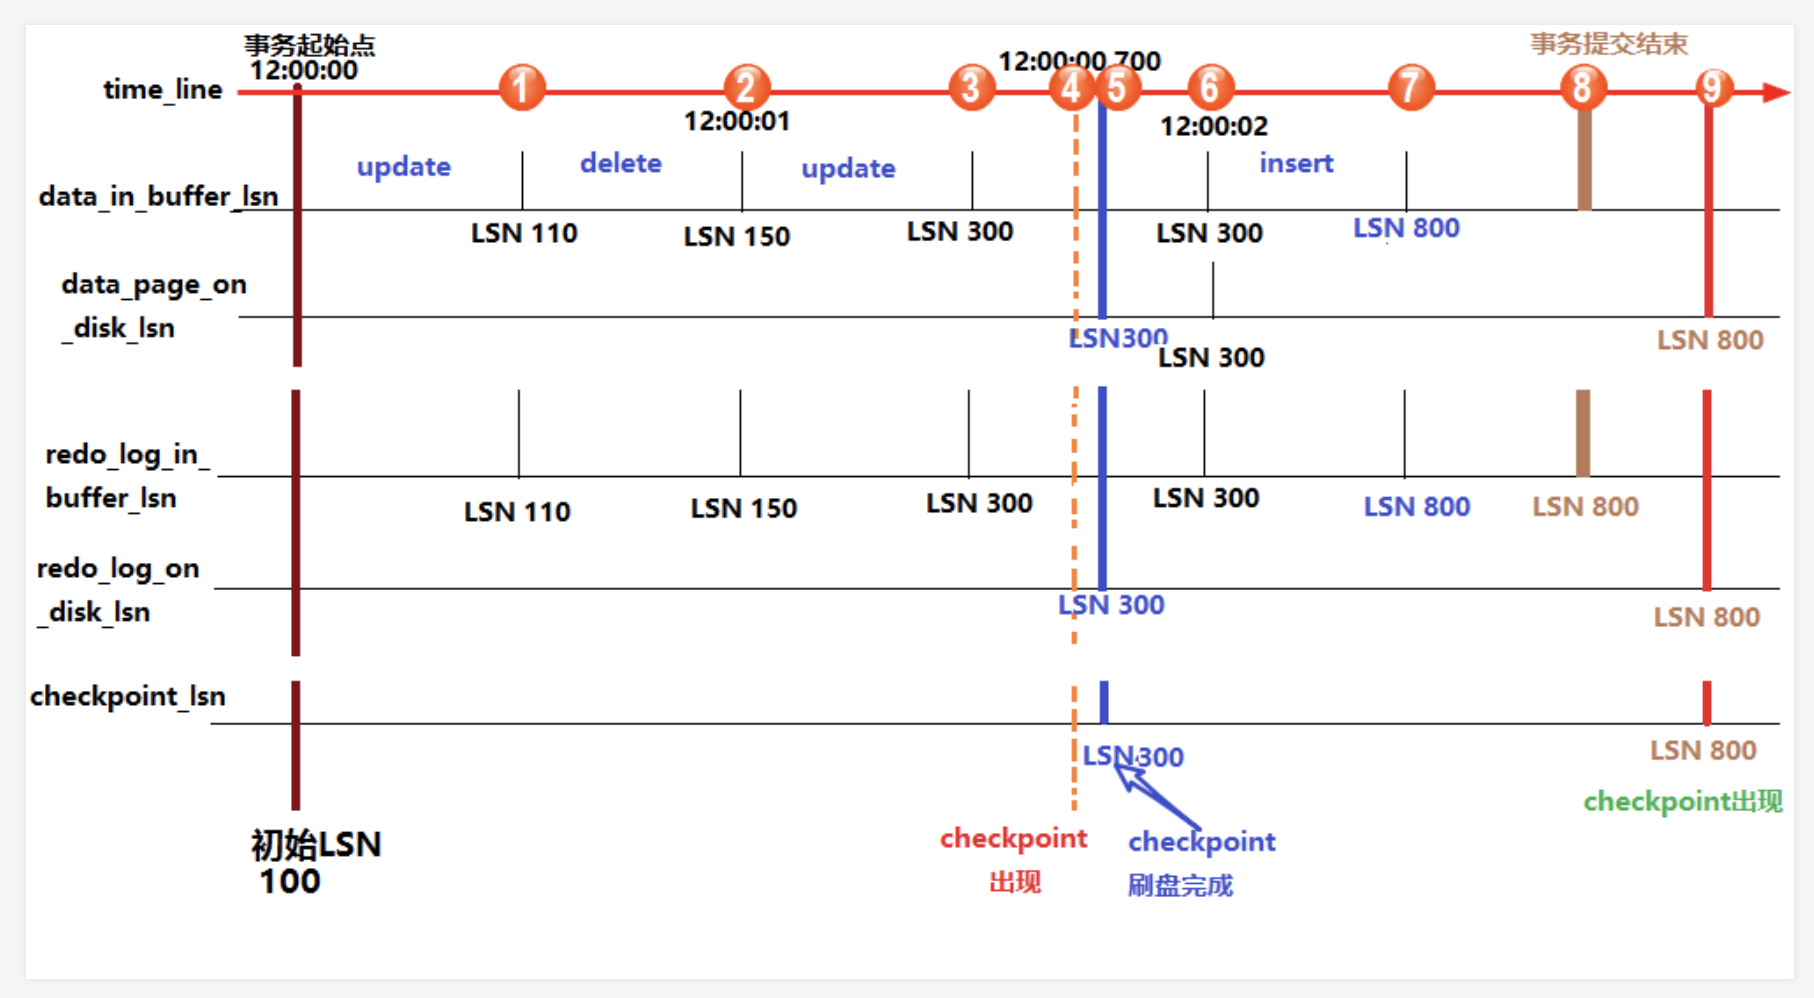 事务起始点
12:00:00
12:00:00.700
事务提交结束
time_line
1
2
3
4
5
6
7
8
9
12:00:01
12:00:02
update
delete
update
insert
data_in_buffer_lsn
LSN 110
LSN 150
LSN 300
LSN 300
LSN 800
data_page_on
_disk_lsn
LSN300
LSN 300
LSN 800
redo_log_in_
buffer_lsn
LSN 110
LSN 150
LSN 300
LSN 300
LSN 800
LSN 800
redo_log_on
_disk_lsn
LSN 300
LSN 800
checkpoint_lsn
LSN 300
LSN 800
checkpoint出现
初始LSN
100
checkpoint
出现
checkpoint
刷盘完成